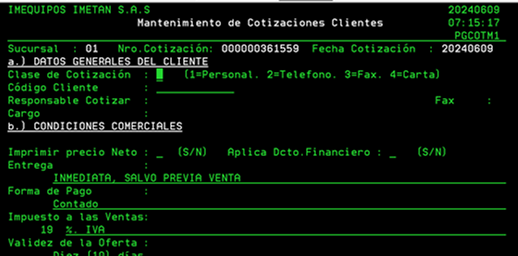 IMEQUIPOS IMETAN S.A.S 20240609
Mantenimiento de Cotizaciones Clientes 07:15:17
PGCOTM1
Sucursal : 01 Nro.Cotización: 000000361559 Fecha Cotización : 20240609
a.) DATOS GENERALES DEL CLIENTE
Clase de Cotización : (1=Personal. 2=Telefono. 3=Fax. 4=Carta)
Código Cliente :
Responsable Cotizar : Fax :
Cargo :
b.) CONDICIONES COMERCIALES
Imprimir precio Neto : _ (S/N) Aplica Dcto.Financiero : _ (S/N)
Entrega :
INMEDIATA, SALVO PREVIA VENTA
Forma de Pago :
Contado
Impuesto a las Ventas:
19 %. IVA
Validez de la Oferta :
Diez (10) días